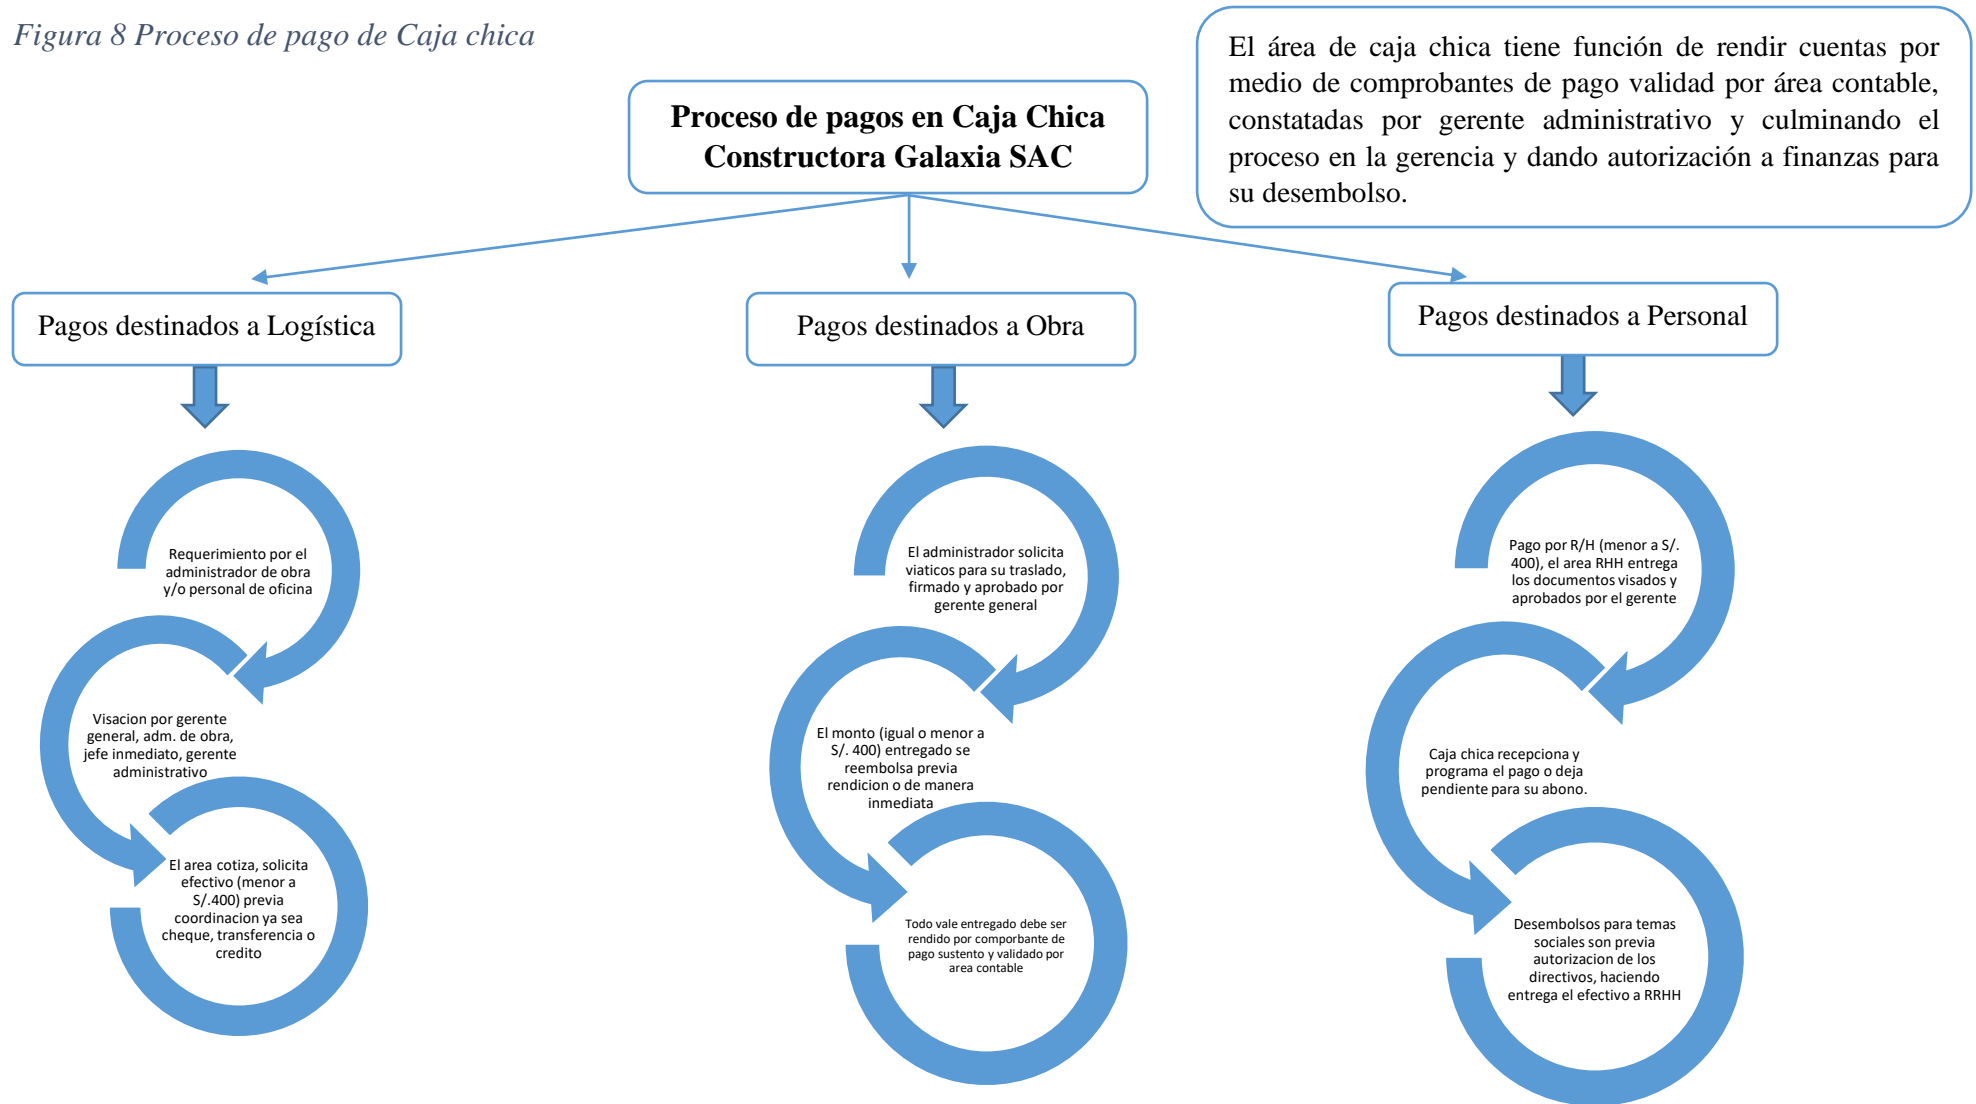 Figura 8 Proceso de pago de Caja chica
El área de caja chica tiene función de rendir cuentas por
medio de comprobantes de pago validad por área contable,
constatadas por gerente administrativo y culminando el
proceso en la gerencia y dando autorización a finanzas para
su desembolso.
Proceso de pagos en Caja Chica
Constructora Galaxia SAC
Pagos destinados a Logística
Pagos destinados a Obra
Pagos destinados a Personal
Requerimiento por el
administrador de obra
y/o personal de oficina
Visacion por gerente
general, adm. de obra,
jefe inmediato, gerente
administrativo
El area cotiza, solicita
efectivo (menor a
S/.400) previa
coordinacion ya sea
cheque, transferencia o
credito
El administrador solicita
viaticos para su traslado,
firmado y aprobado por
gerente general
El monto (igual o menor a
S/. 400) entregado se
reembolsa previa
rendicion o de manera
inmediata
Todo vale entregado debe ser
rendido por comporbante de
pago sustento y validado por
area contable
Pago por R/H (menor a S/.
400), el area RHH entrega
los documentos visados y
aprobados por el gerente
Caja chica recepciona y
programa el pago o deja
pendiente para su abono.
Desembolsos para temas
sociales son previa
autorizacion de los
directivos, haciendo
entrega el efectivo a RRHH